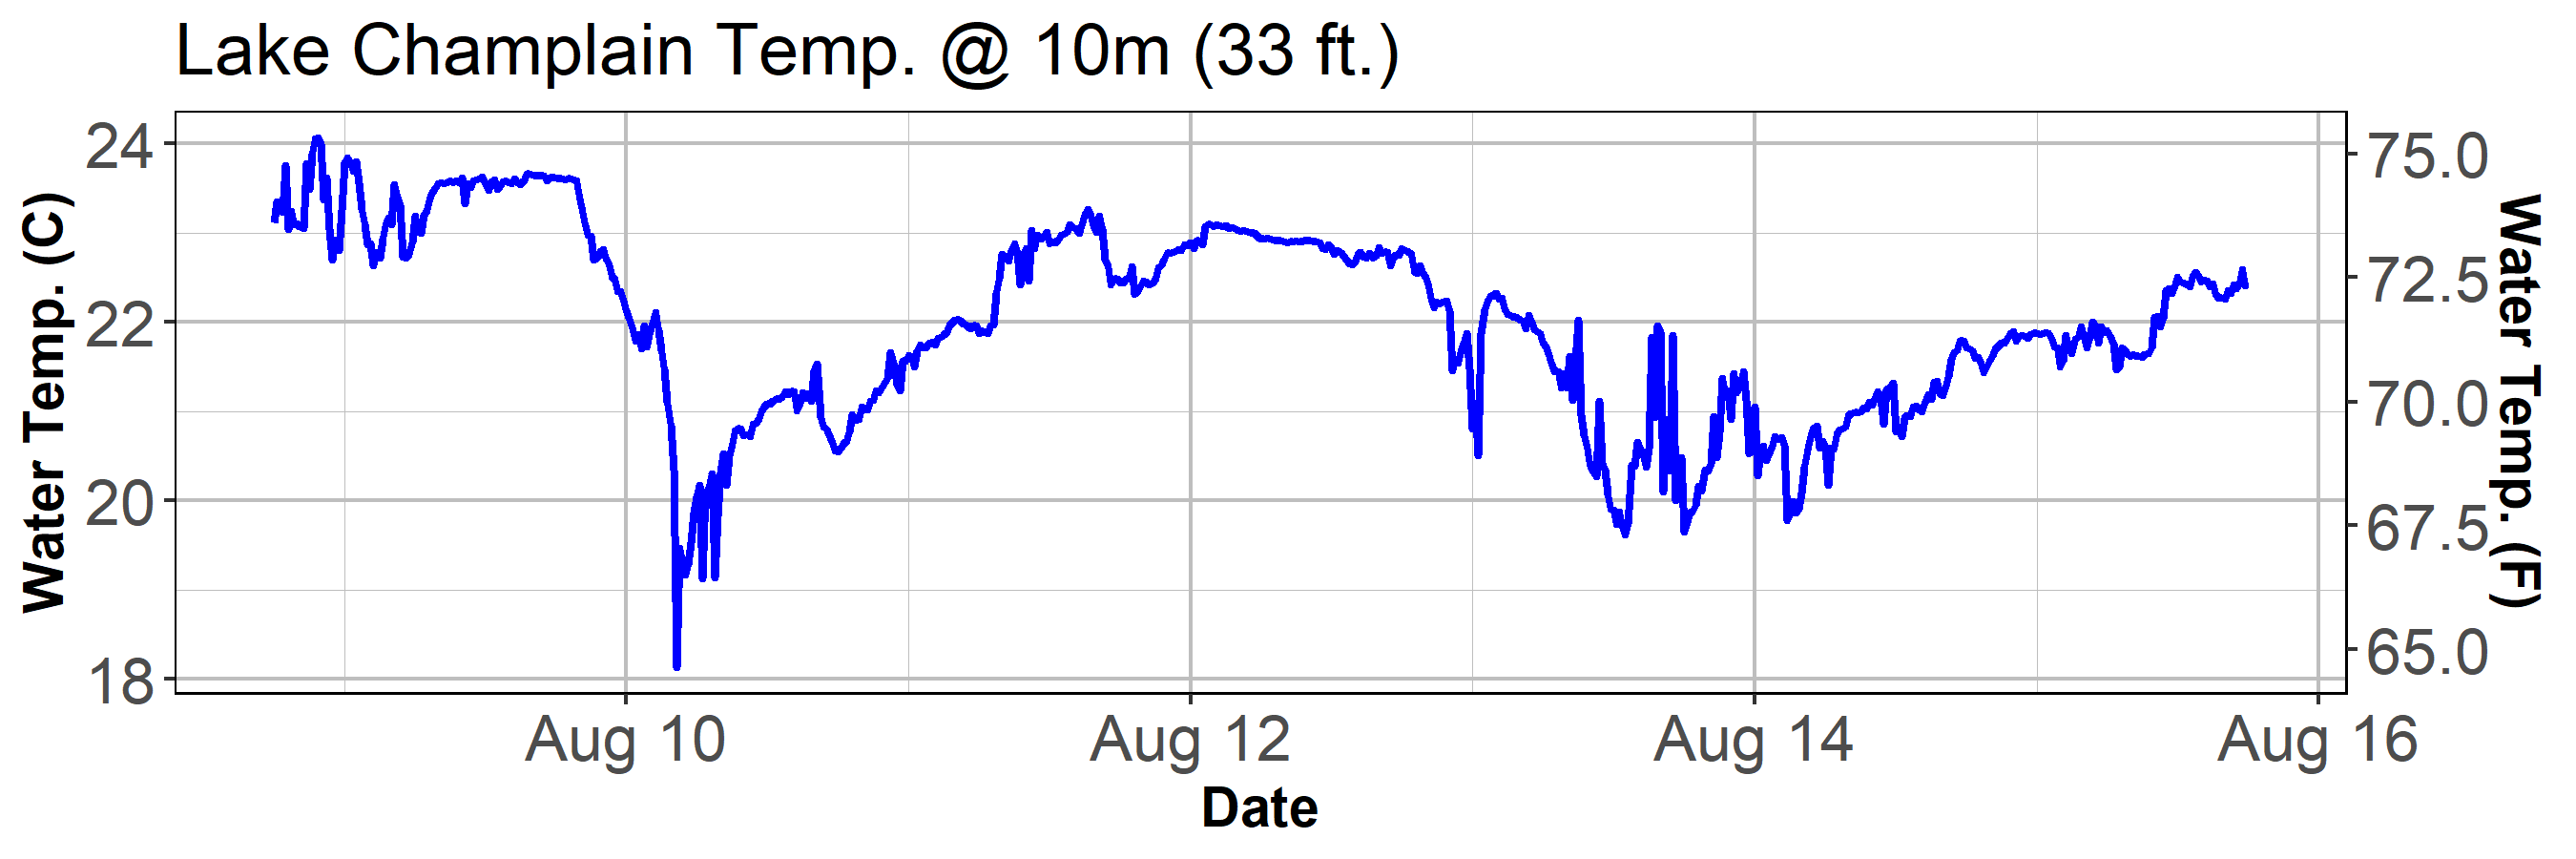 Lake Champlain Temp. @ 10m (33 ft.)
Water Temp. (C)
24
22
20
18
75.0
72.5
70.0
67.5
65.0
Water Temp. (F)
Aug 10
Aug 12
Aug 14
Aug 16
Date